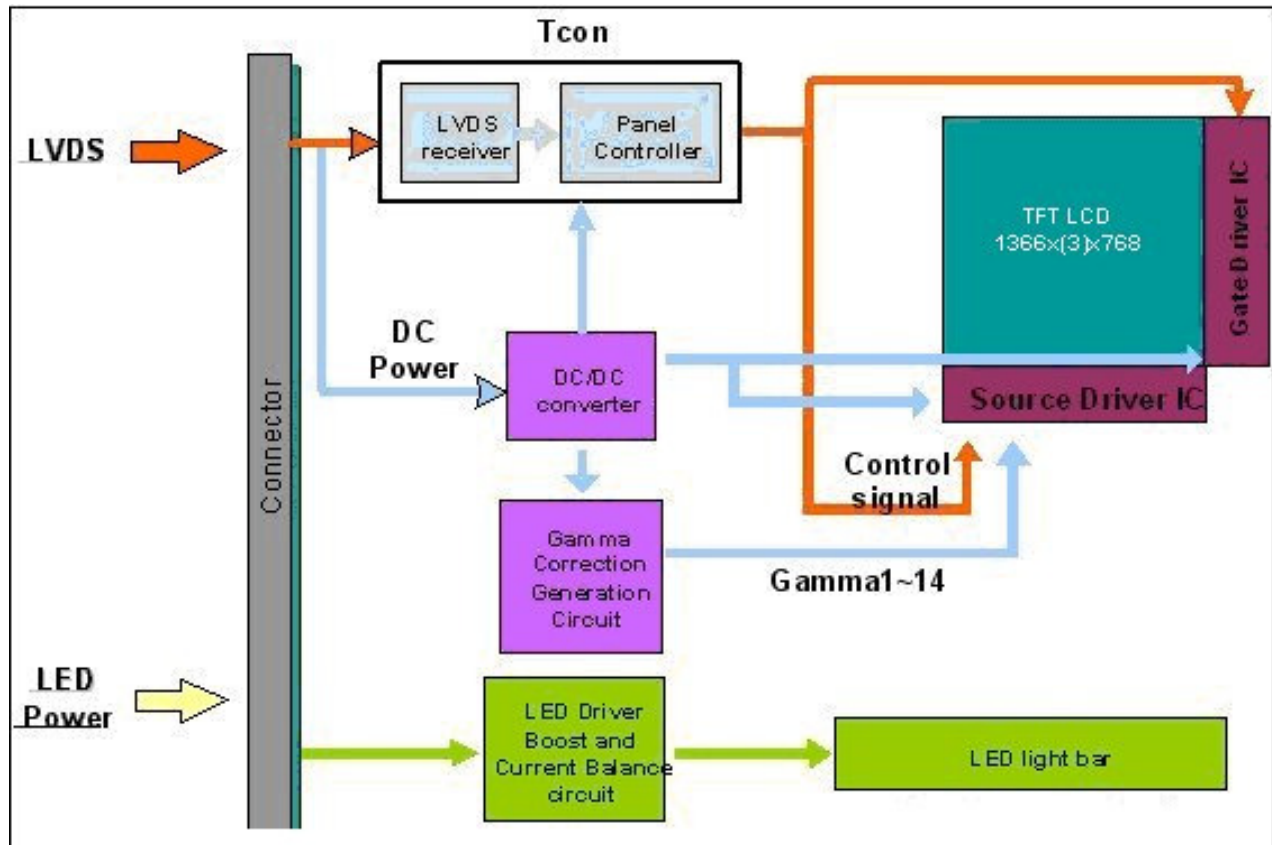 Tcon
LVDS
LVDS
receiver
Panel
Controller
TFT LCD
1366x(3)x768
Gate Driver IC
DC
Power
DC/DC
converter
Source Driver IC
Connector
Control
signal
Gamma
Correction
Generation
Circuit
Gamma1~14
LED
Power
LED Driver
Boost and
Current Balance
circuit
LED light bar